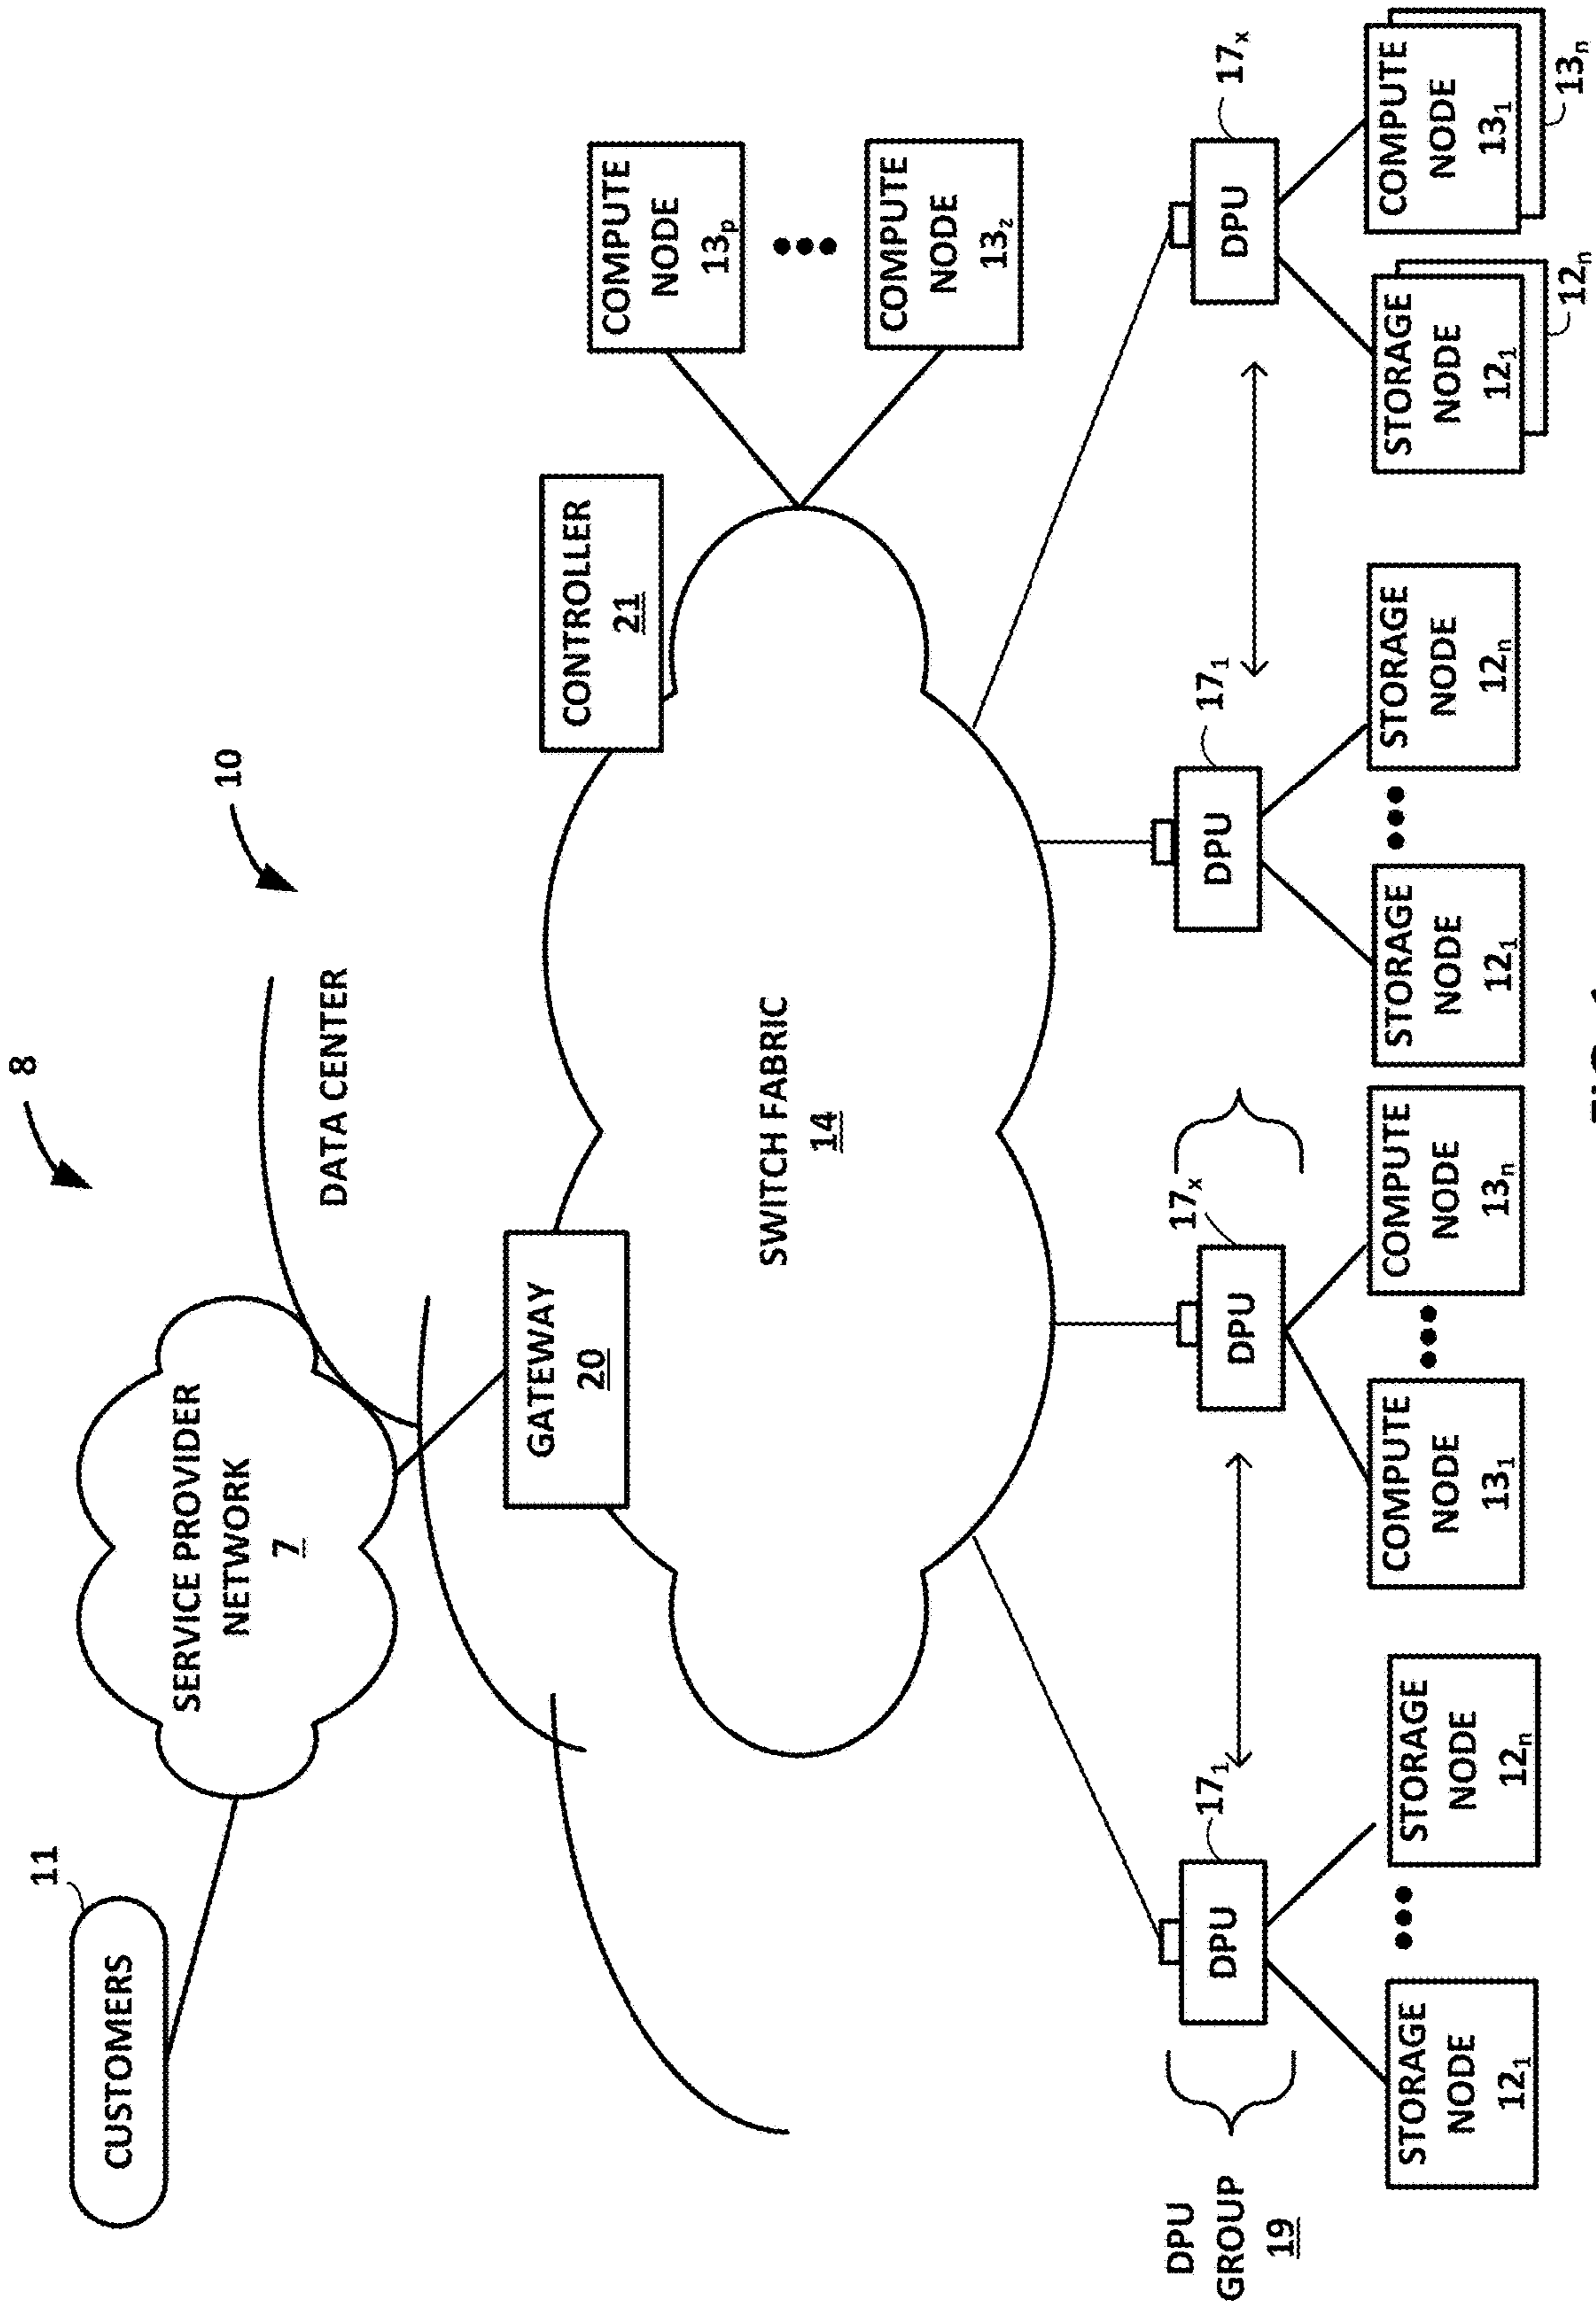 8
10
11
CUSTOMERS
SERVICE PROVIDER
NETWORK
7
DATA CENTER
GATEWAY
20
CONTROLLER
21
SWITCH FABRIC
14
COMPUTE
NODE
13p
COMPUTE
NODE
13z
DPU
GROUP
19
DPU
171
DPU
17x
DPU
171
DPU
17x
STORAGE
NODE
121
STORAGE
NODE
12n
COMPUTE
NODE
131
COMPUTE
NODE
13n
STORAGE
NODE
121
STORAGE
NODE
12n
STORAGE
NODE
121
12n
COMPUTE
NODE
131
13n